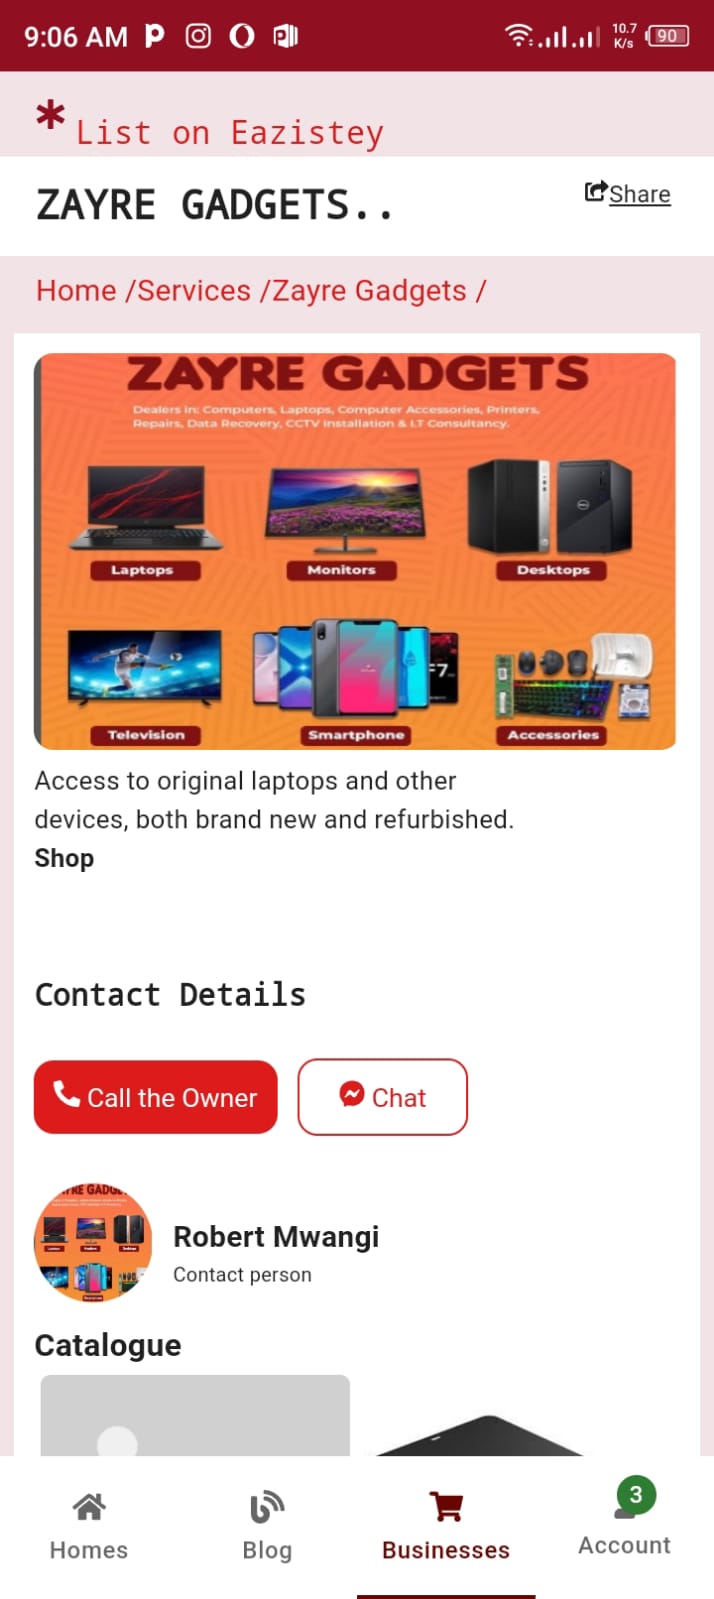 9:06 AM
10.7
K/s
90
List on Eazistey
ZAYRE GADGETS..
Share
Home /Services /Zayre Gadgets /
ZAYRE GADGETS
Dealers in: Computers, Laptops, Computer Accessories, Printers,
Repairs, Data Recovery, CCTV Installation & I.T Consultancy.
Laptops
Monitors
Desktops
Television
Smartphone
Accessories
Access to original laptops and other
devices, both brand new and refurbished.
Shop
Contact Details
Call the Owner
Chat
Robert Mwangi
Contact person
Catalogue
Homes
Blog
Businesses
3
Account